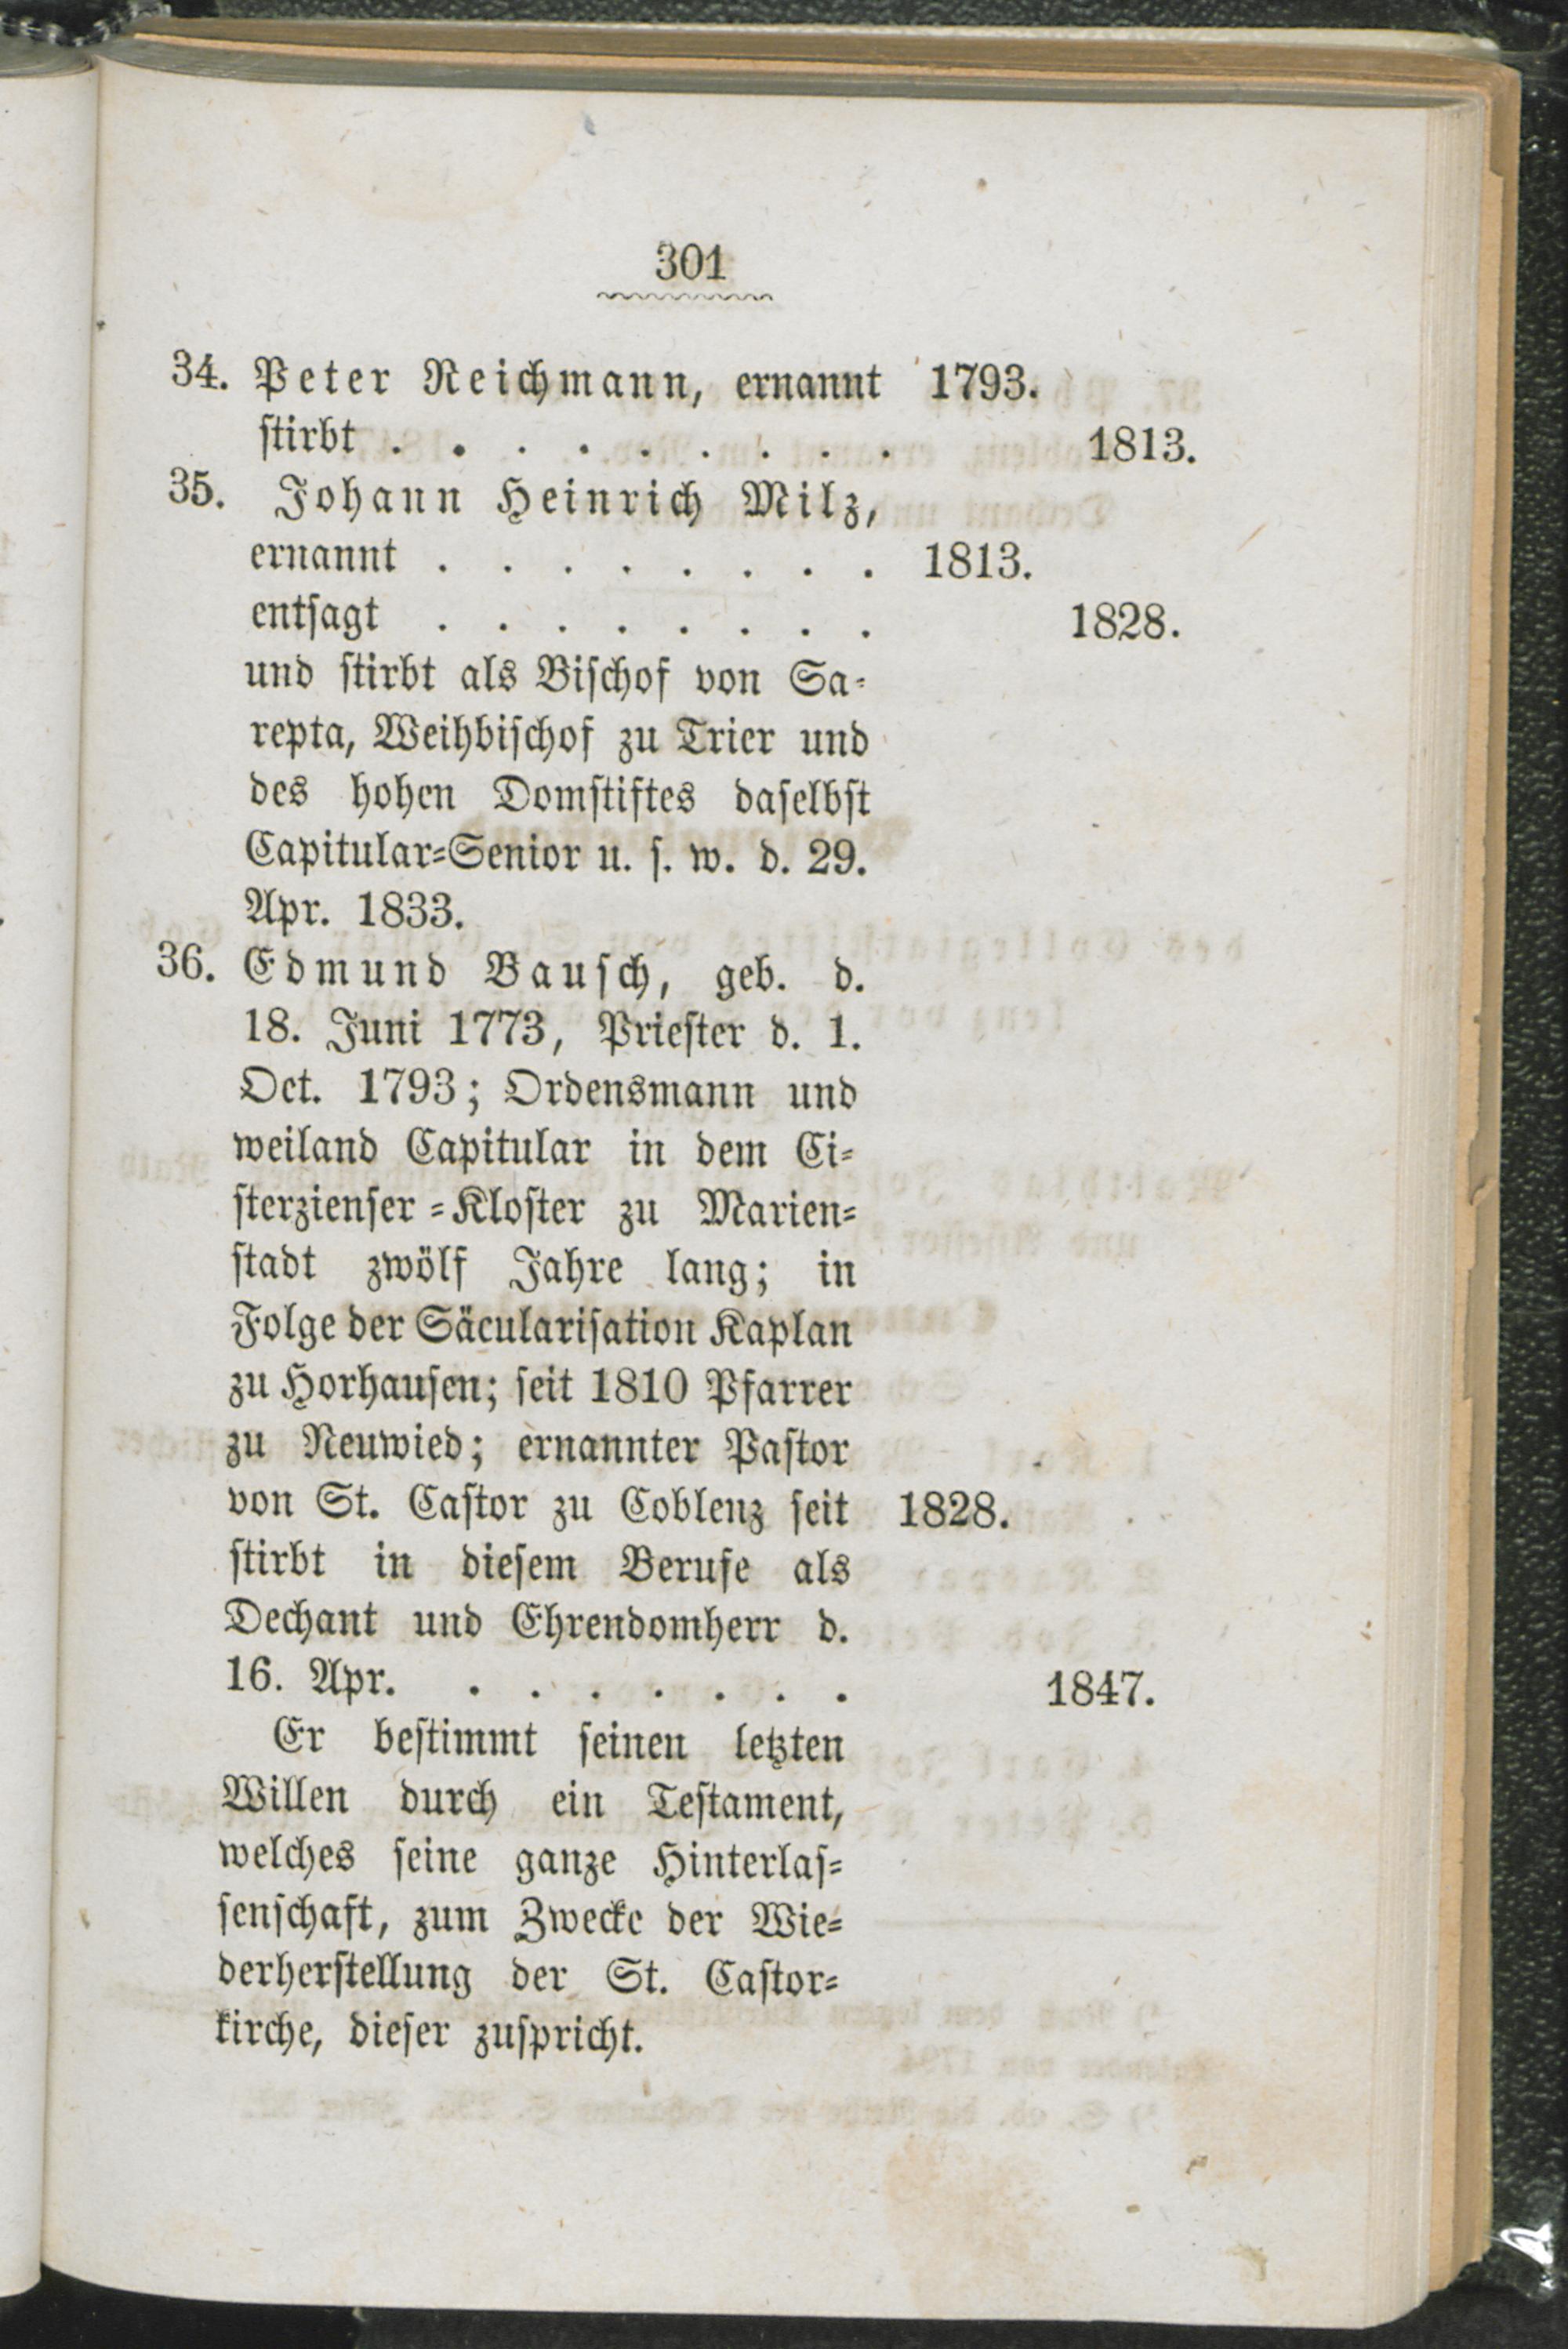 301
34. Peter Reichmann, ernannt 1793.
stirbt . . . . . . . . . 1813.
35. Johann Heinrich Milz,
ernannt . . . . . . . . 1813.
entsagt . . . . . . . . 1828.
und stirbt als Bischof von Sa-
repta, Weihbischof zu Trier und
des hohen Domstiftes daselbst
Capitular-Senior u. s. w. d. 29.
Apr. 1833.
36. Edmund Bausch, geb. d.
18. Juni 1773, Priester d. 1.
Oct. 1793; Ordensmann und
weiland Capitular in dem Ci-
sterzienser-Kloster zu Marien-
stadt zwölf Jahre lang; in
Folge der Säcularisation Kaplan
zu Horhausen; seit 1810 Pfarrer
zu Neuwied; ernannter Pastor
von St. Castor zu Coblenz seit 1828.
stirbt in diesem Berufe als
Dechant und Ehrendomherr d.
16. Apr. . . . . . . . 1847.
Er bestimmt seinen letzten
Willen durch ein Testament,
welches seine ganze Hinterlas-
senschaft, zum Zwecke der Wie-
derherstellung der St. Castor-
kirche, dieser zuspricht.